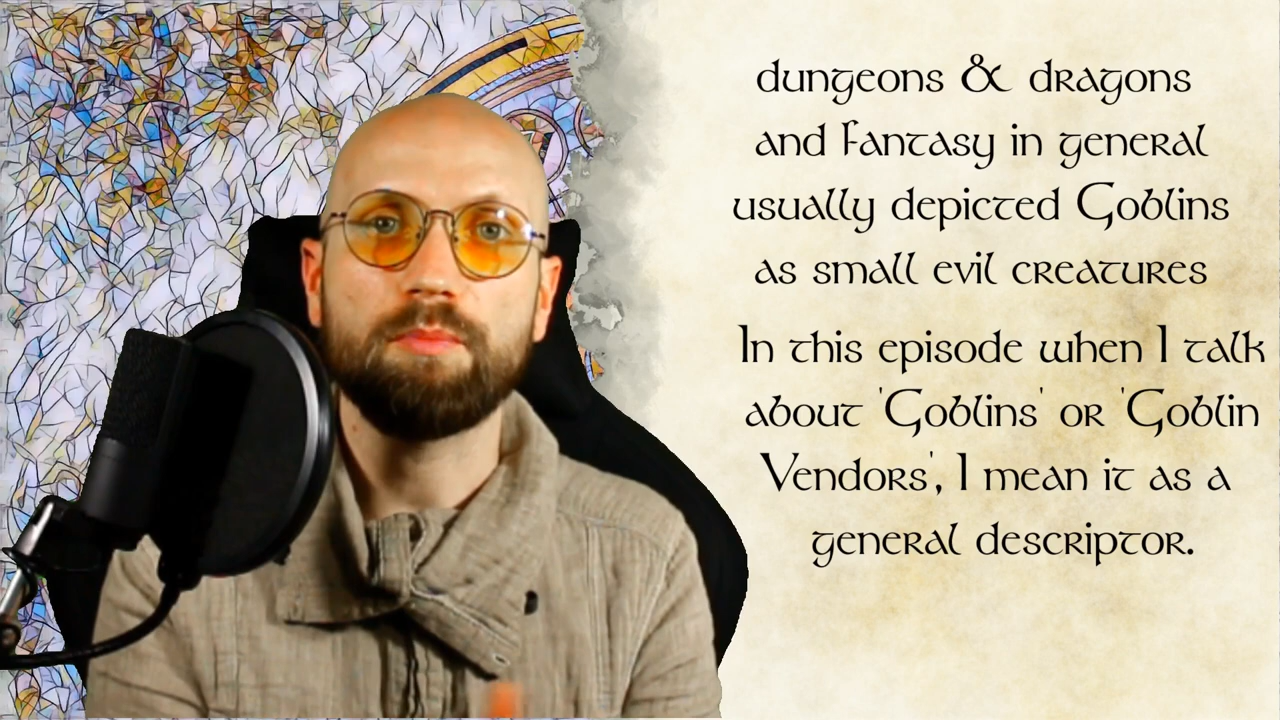 dungeons & dragons
and fantasy in general
usually depicted Goblins
as small evil creatures
In this episode when I talk
about 'Goblins' or 'Goblin
Vendors', I mean it as a
general descriptor.